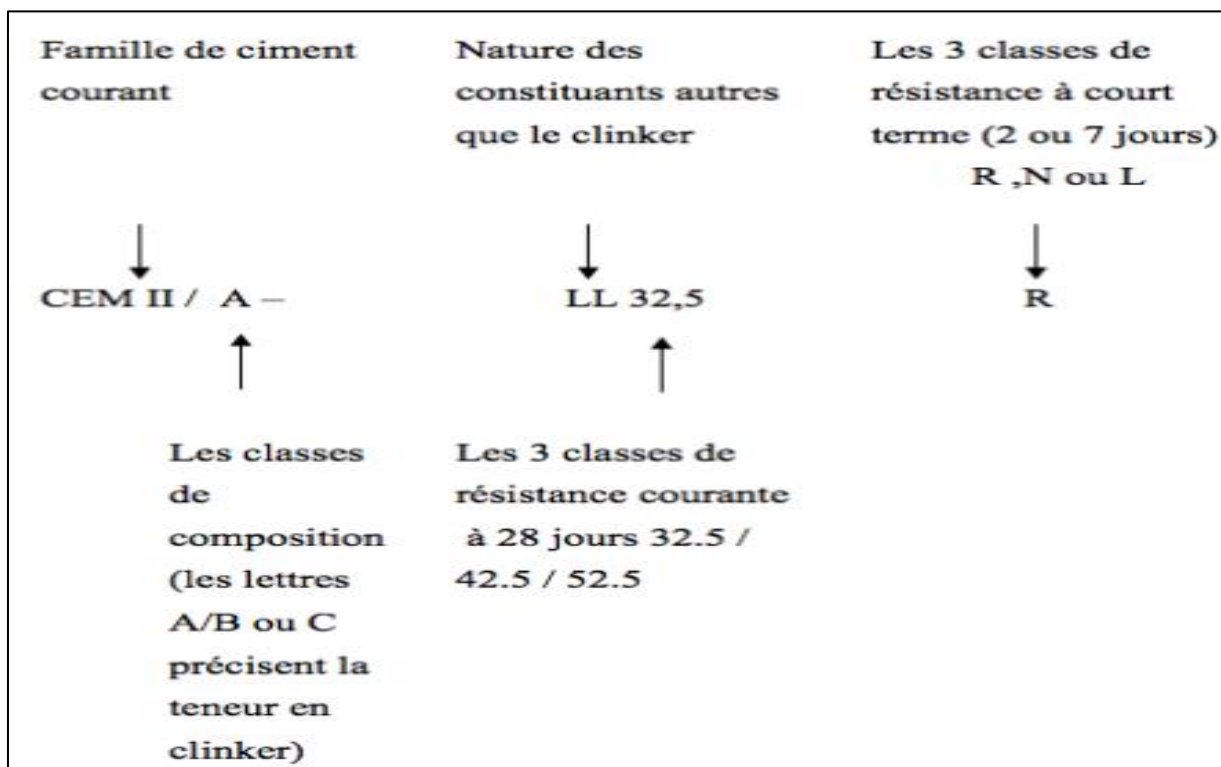 Famille de ciment
courant
Nature des
constituants autres
que le clinker
Les 3 classes de
résistance à court
terme (2 ou 7 jours)
R ,N ou L
CEM II / A –
LL 32,5
R
Les classes
de
composition
(les lettres
A/B ou C
précisent la
teneur en
clinker)
Les 3 classes de
résistance courante
à 28 jours 32.5 /
42.5 / 52.5